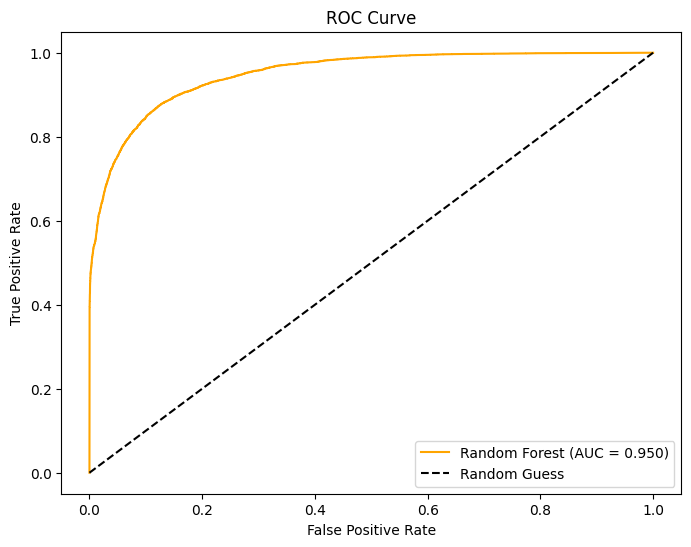 ROC Curve
True Positive Rate
1.0
0.8
0.6
0.4
0.2
0.0
0.0 0.2 0.4 0.6 0.8 1.0
False Positive Rate
Random Forest (AUC = 0.950)
Random Guess